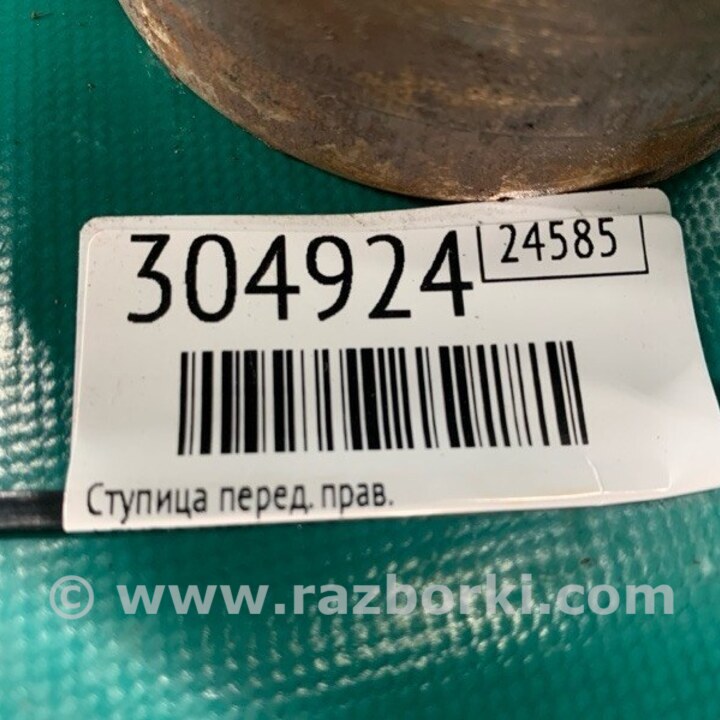 304924
24585
Ступица перед. прав.
© www.razborki.com